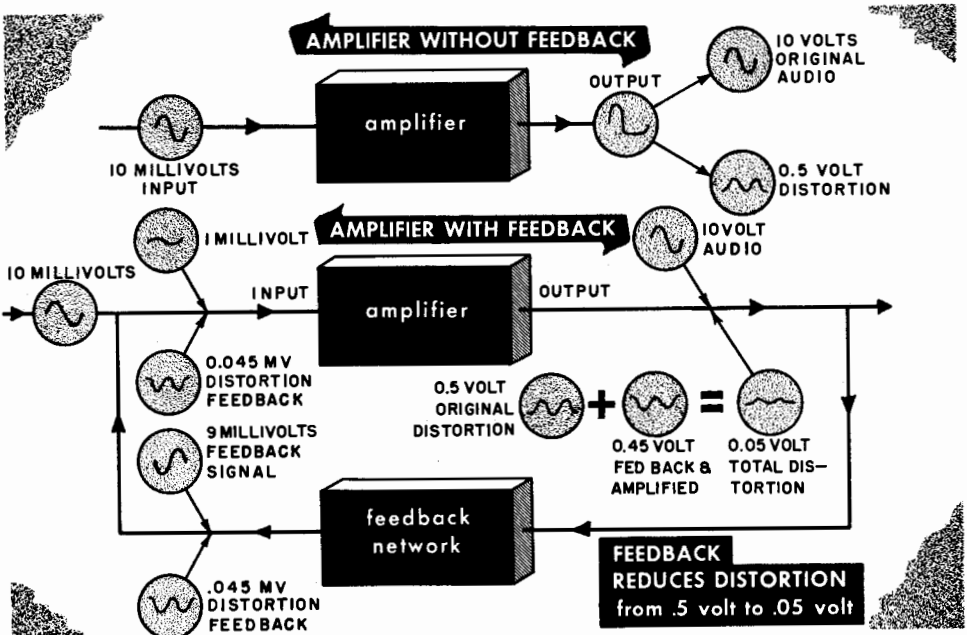 AMPLIFIER WITHOUT FEEDBACK
10 VOLTS
ORIGINAL
AUDIO
OUTPUT
amplifier
10 MILLIVOLTS
INPUT
0.5 VOLT
DISTORTION
1 MILLIVOLT
AMPLIFIER WITH FEEDBACK
10 VOLT
AUDIO
10 MILLIVOLTS
INPUT
amplifier
OUTPUT
0.045 MV
DISTORTION
FEEDBACK
0.5 VOLT
ORIGINAL
DISTORTION
+
=
0.45 VOLT
FED BACK &
AMPLIFIED
0.05 VOLT
TOTAL DIS-
TORTION
9 MILLIVOLTS
FEEDBACK
SIGNAL
feedback
network
.045 MV
DISTORTION
FEEDBACK
FEEDBACK
REDUCES DISTORTION
from .5 volt to .05 volt